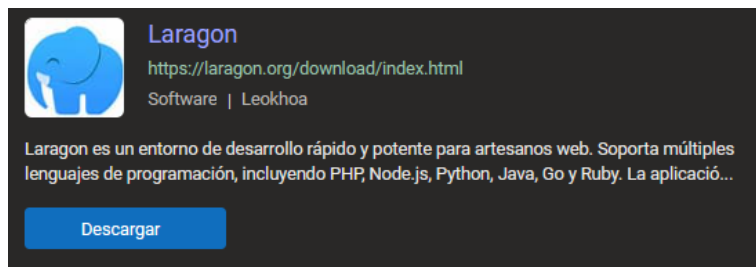 Laragon
https://laragon.org/download/index.html
Software | Leokhoa
Laragon es un entorno de desarrollo rápido y potente para artesanos web. Soporta múltiples
lenguajes de programación, incluyendo PHP, Node.js, Python, Java, Go y Ruby. La aplicació...
Descargar